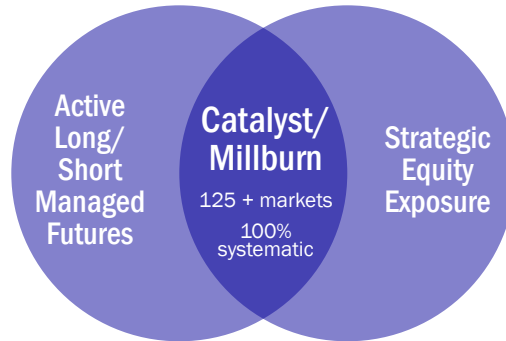 Active
Long/
Short
Managed
Futures
Catalyst/
Millburn
125 + markets
100%
systematic
Strategic
Equity
Exposure